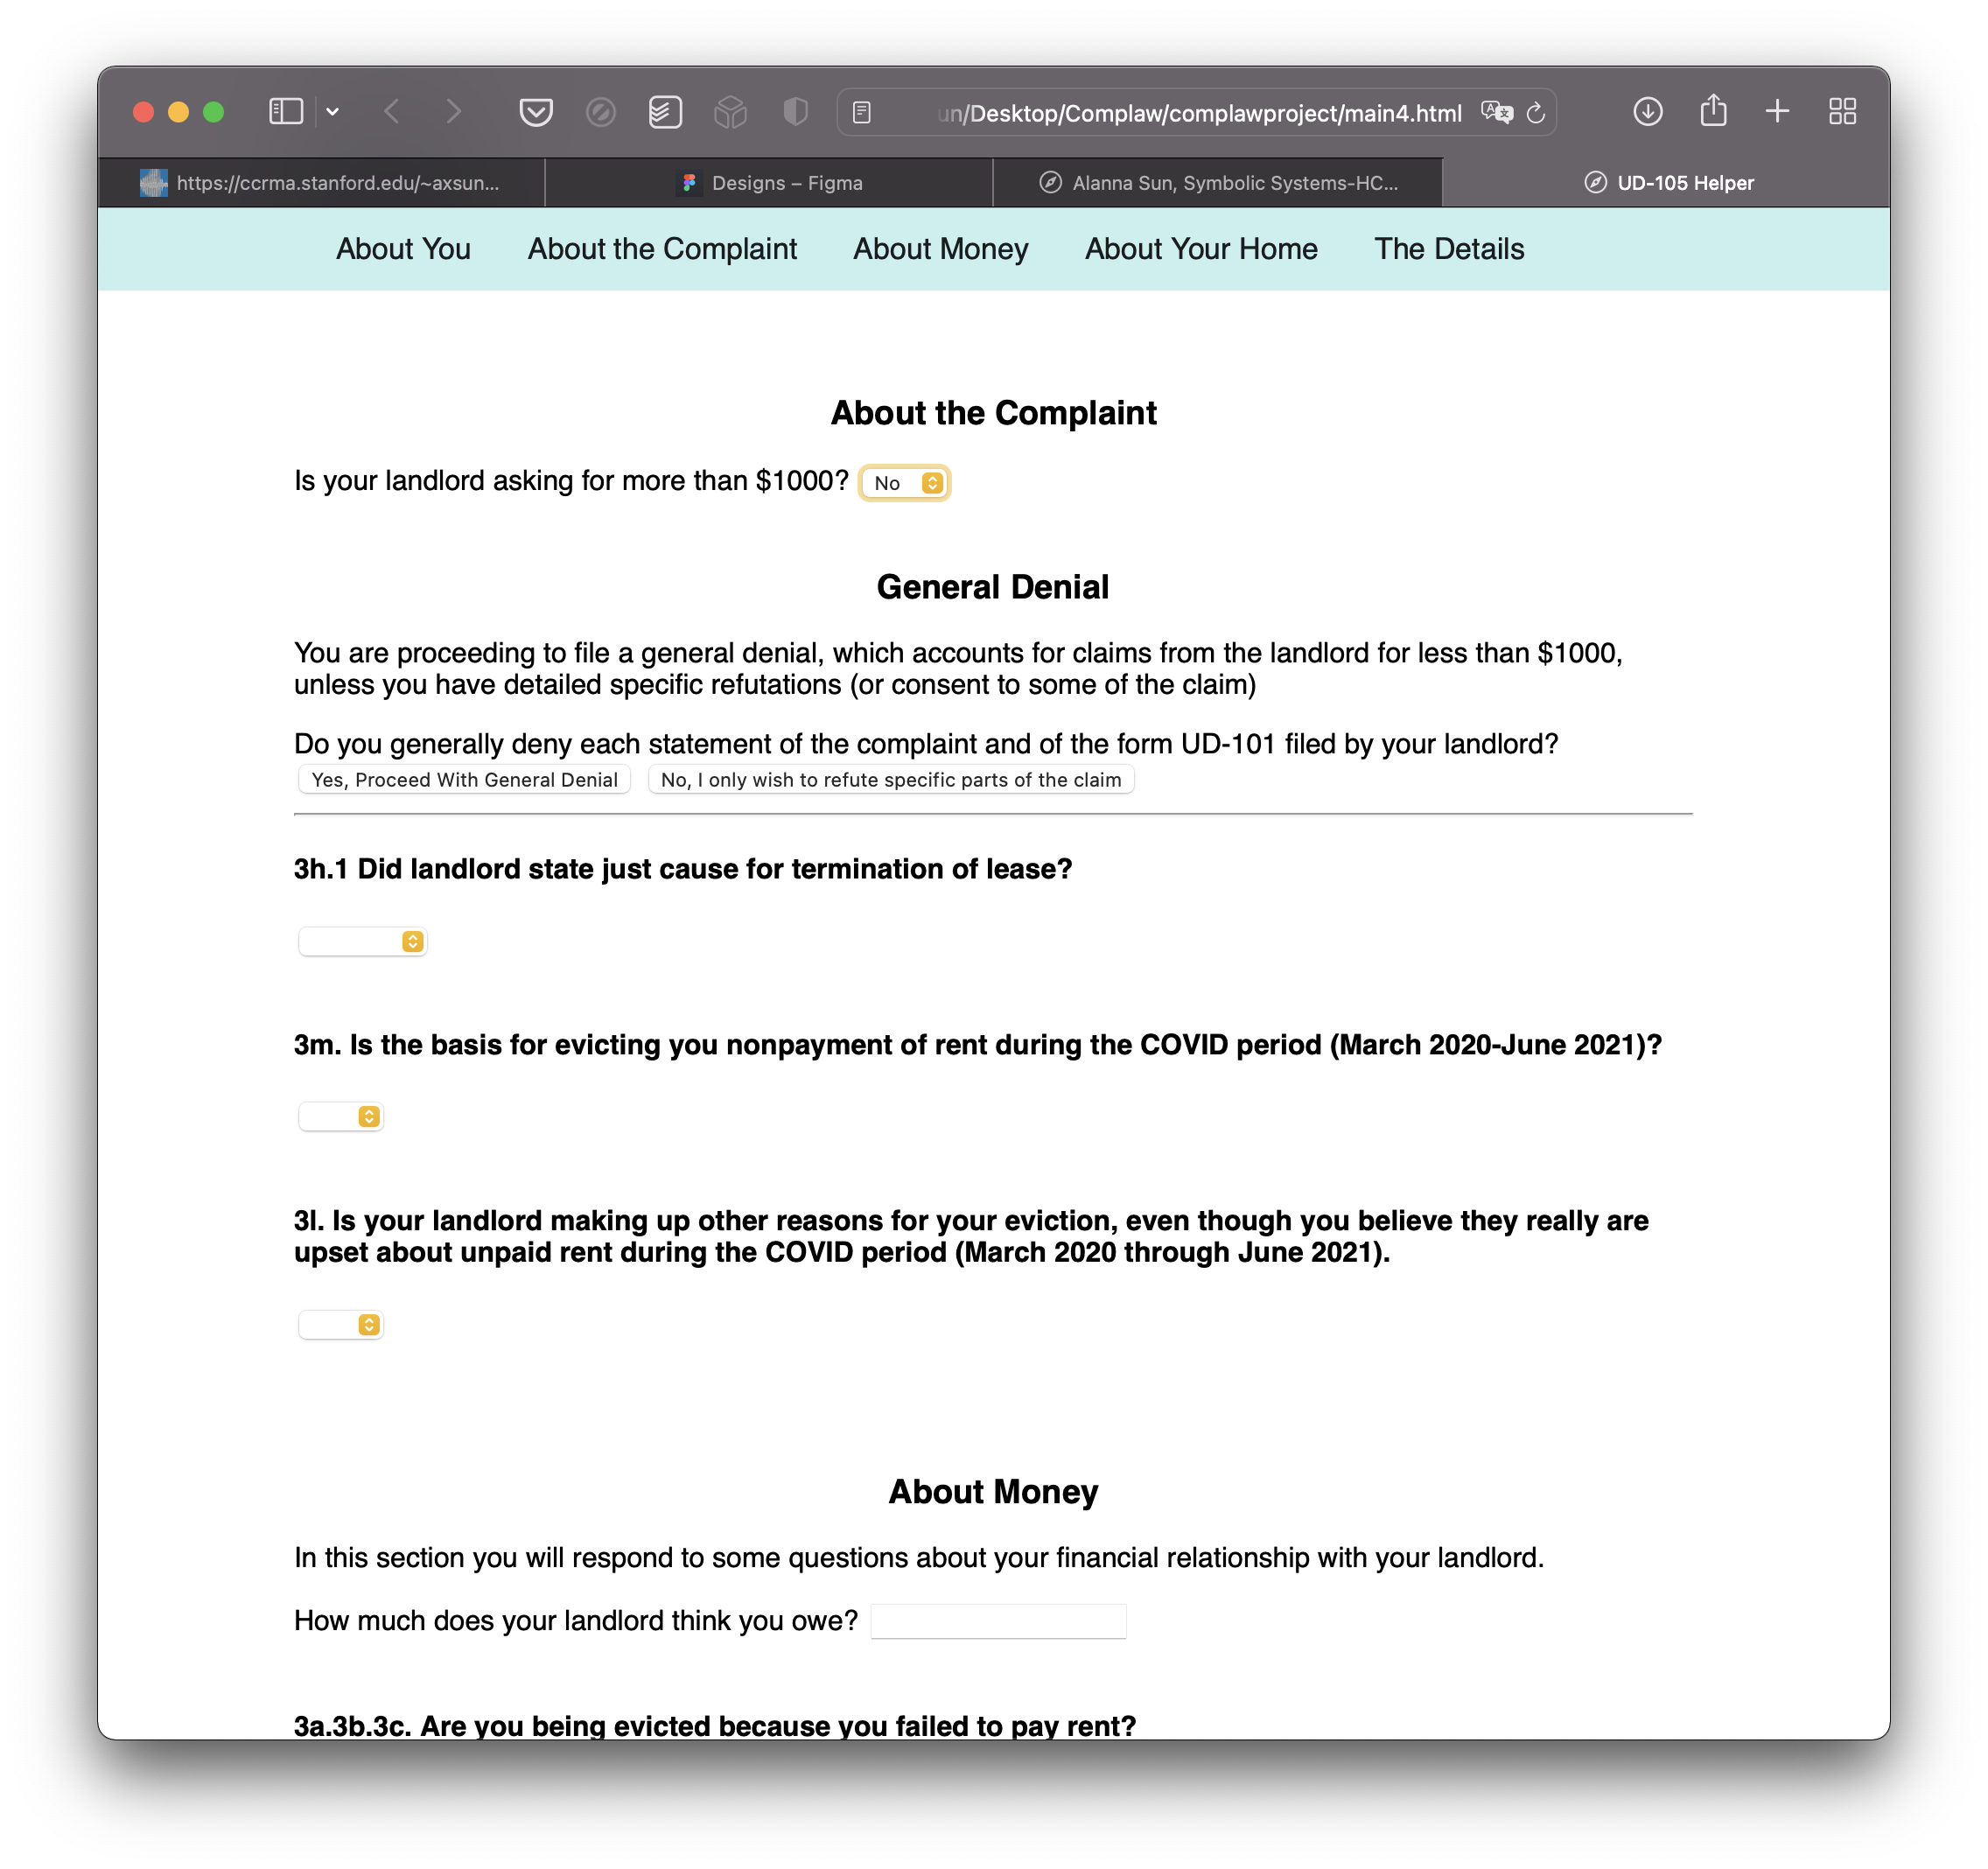 un/Desktop/Complaw/complawproject/main4.html
https://ccrma.stanford.edu/~axsun...
Designs – Figma
Alanna Sun, Symbolic Systems-HC...
UD-105 Helper
About You
About the Complaint
About Money
About Your Home
The Details
About the Complaint
Is your landlord asking for more than $1000? No
General Denial
You are proceeding to file a general denial, which accounts for claims from the landlord for less than $1000,
unless you have detailed specific refutations (or consent to some of the claim)
Do you generally deny each statement of the complaint and of the form UD-101 filed by your landlord?
Yes, Proceed With General Denial
No, I only wish to refute specific parts of the claim
3h.1 Did landlord state just cause for termination of lease?
3m. Is the basis for evicting you nonpayment of rent during the COVID period (March 2020-June 2021)?
3l. Is your landlord making up other reasons for your eviction, even though you believe they really are
upset about unpaid rent during the COVID period (March 2020 through June 2021).
About Money
In this section you will respond to some questions about your financial relationship with your landlord.
How much does your landlord think you owe?
3a.3b.3c. Are you being evicted because you failed to pay rent?